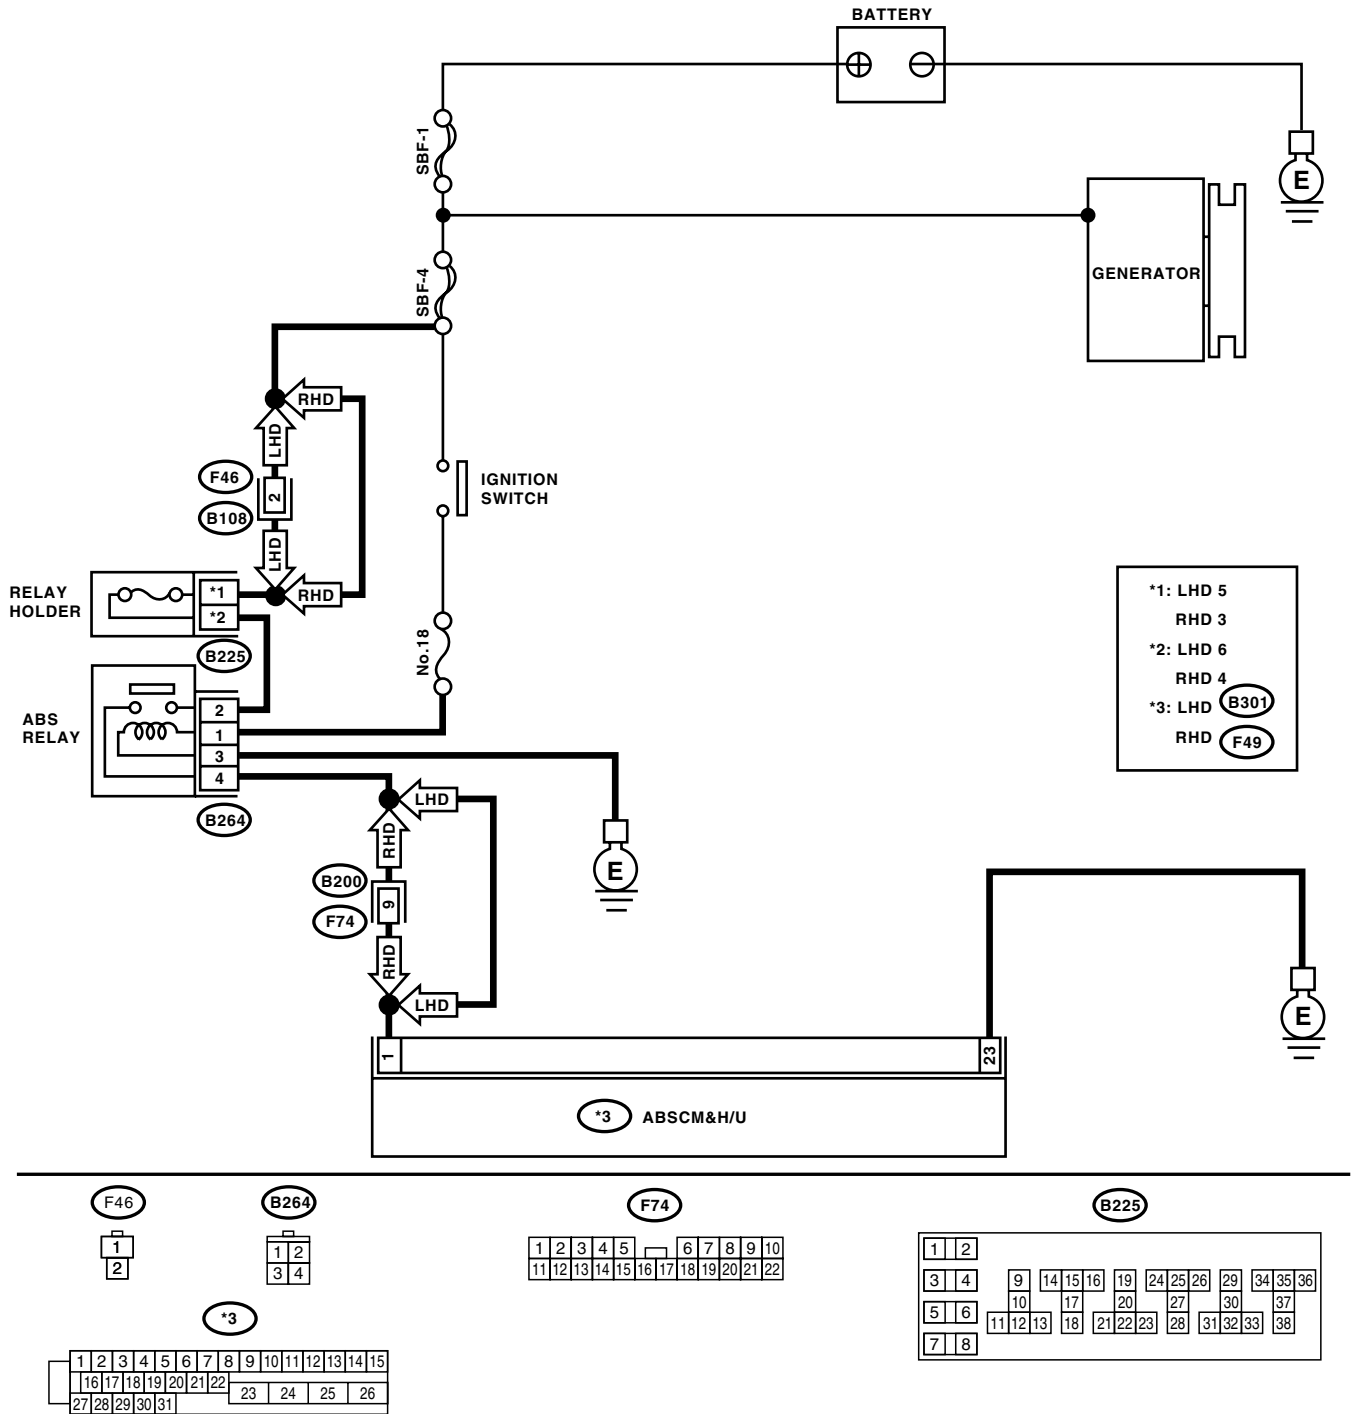 BATTERY
SBF-1
E
SBF-4
GENERATOR
RHD
LHD
F46
2
B108
LHD
RHD
IGNITION
SWITCH
RELAY
HOLDER
*1
*2
B225
No.18
ABS
RELAY
2
1
3
4
B264
*1: LHD 5
RHD 3
*2: LHD 6
RHD 4
*3: LHD B301
RHD F49
LHD
RHD
E
B200
9
F74
RHD
LHD
E
1
23
*3 ABSCM&H/U
F46
1
2
B264
1 2
3 4
F74
1 2 3 4 5 6 7 8 9 10
11 12 13 14 15 16 17 18 19 20 21 22
B225
1 2
3 4 9 14 15 16 19 24 25 26 29 34 35 36
10 17 20 27 30 37
5 6 11 12 13 18 21 22 23 28 31 32 33 38
7 8
*3
1 2 3 4 5 6 7 8 9 10 11 12 13 14 15
16 17 18 19 20 21 22
23 24 25 26
27 28 29 30 31